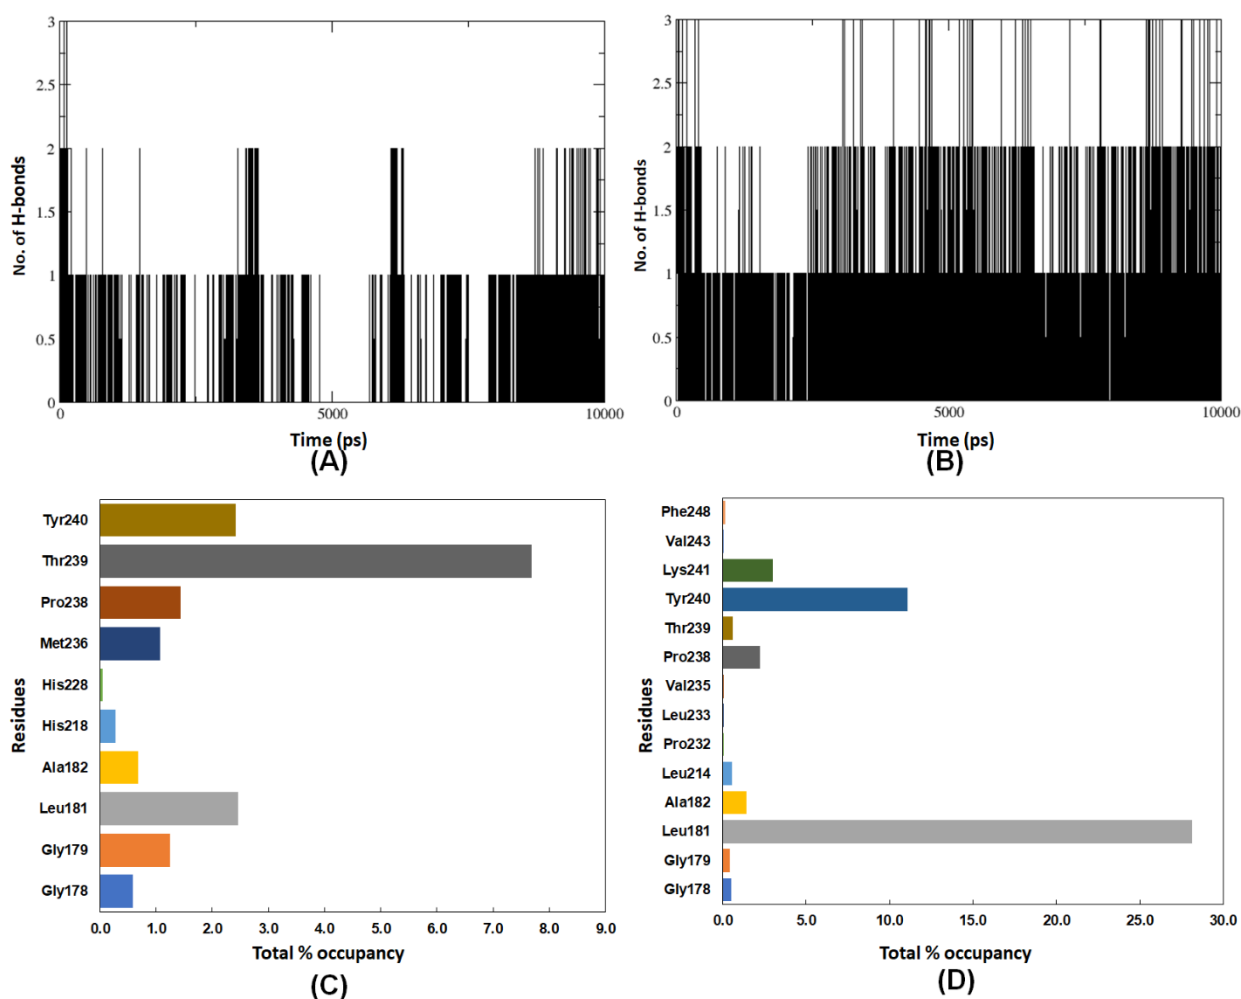 3
2.5
2
1.5
1
0.5
0
No. of H-bonds
0
5000
10000
Time (ps)
(A)
3
2.5
2
1.5
1
0.5
0
No. of H-bonds
0
5000
10000
Time (ps)
(B)
Tyr240
Thr239
Pro238
Met236
His228
His218
Ala182
Leu181
Gly179
Gly178
Residues
0.0 1.0 2.0 3.0 4.0 5.0 6.0 7.0 8.0 9.0
Total % occupancy
(C)
Phe248
Val243
Lys241
Tyr240
Thr239
Pro238
Val235
Leu233
Pro232
Leu214
Ala182
Leu181
Gly179
Gly178
Residues
0.0 5.0 10.0 15.0 20.0 25.0 30.0
Total % occupancy
(D)